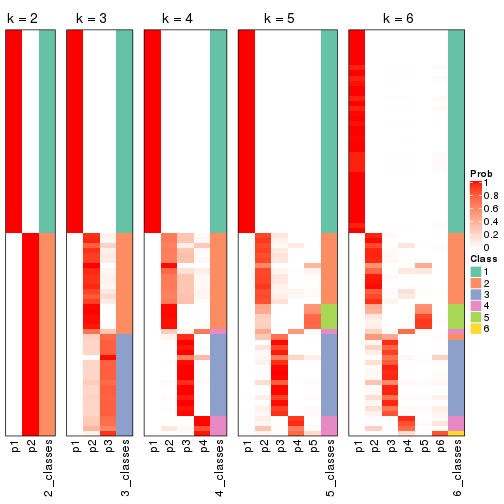 k = 2
k = 3
k = 4
k = 5
k = 6
Prob
1
0.8
0.6
0.4
0.2
0
Class
1
2
3
4
5
6
p1
p2
2_classes
p1
p2
p3
3_classes
p1
p2
p3
p4
4_classes
p1
p2
p3
p4
p5
5_classes
p1
p2
p3
p4
p5
p6
6_classes